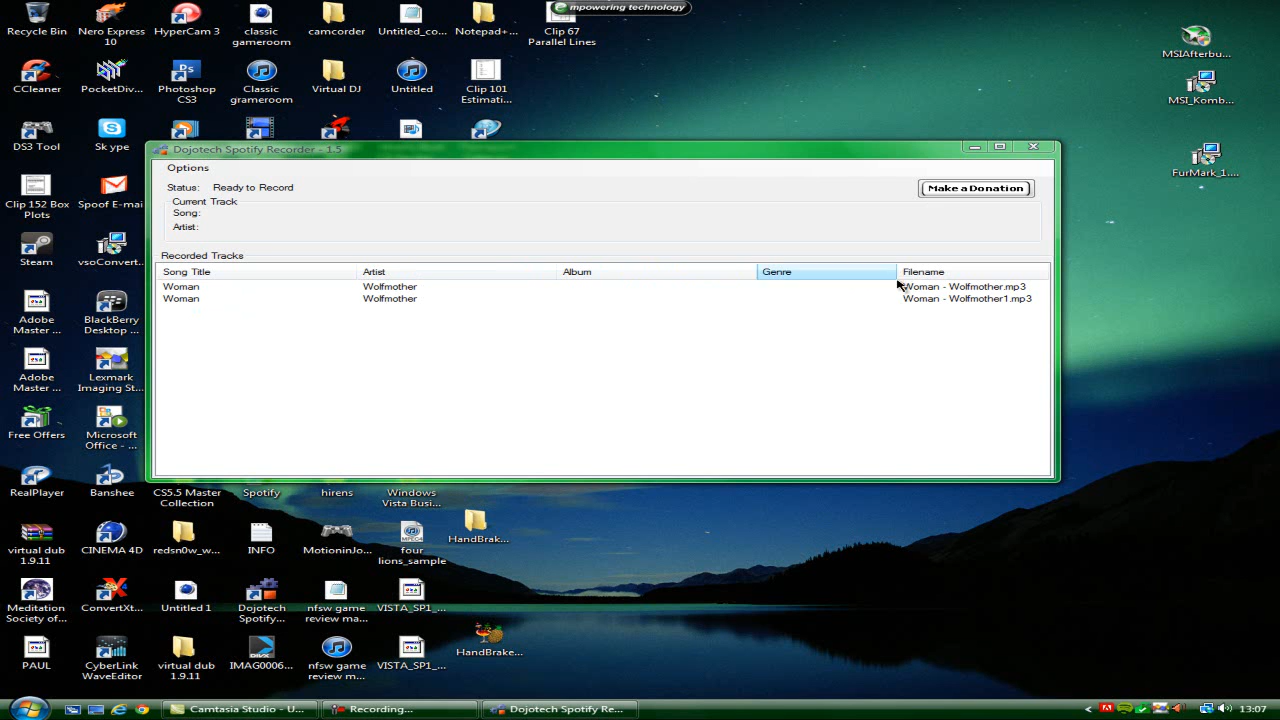 mpowering technology
Recycle Bin
Nero Express
10
HyperCam 3
classic
gameroom
camcorder
Untitled_co...
Notepad+...
Clip 67
Parallel Lines
MSIAfterbu...
CCleaner
PocketDiv...
Photoshop
CS3
Classic
grameroom
Virtual DJ
Untitled
Clip 101
Estimati...
MSI_Komb...
DS3 Tool
Sk ype
FurMark_1....
Dojotech Spotify Recorder - 1.5
Options
Status: Ready to Record
Make a Donation
Current Track
Song:
Artist:
Recorded Tracks
Song Title Artist Album Genre Filename
Woman Wolfmother Woman - Wolfmother.mp3
Woman Wolfmother Woman - Wolfmother1.mp3
Clip 152 Box
Plots
Spoof E-mai
Steam
vsoConvert
Adobe
Master ...
BlackBerry
Desktop ...
Adobe
Master ...
Lexmark
Imaging St...
Free Offers
Microsoft
Office - ...
RealPlayer
Banshee
CS5.5 Master
Collection
Spotify
hirens
Windows
Vista Busi...
virtual dub
1.9.11
CINEMA 4D
redsn0w_w...
INFO
MotioninJo...
four
lions_sample
HandBrak...
Meditation
Society of...
ConvertXt...
Untitled 1
Dojotech
Spotify...
nfsw game
review ma...
VISTA_SP1_...
PAUL
CyberLink
WaveEditor
virtual dub
1.9.11
IMAG0006...
nfsw game
review m...
VISTA_SP1_...
HandBrake...
Camtasia Studio - U...
Recording...
Dojotech Spotify Re...
13:07